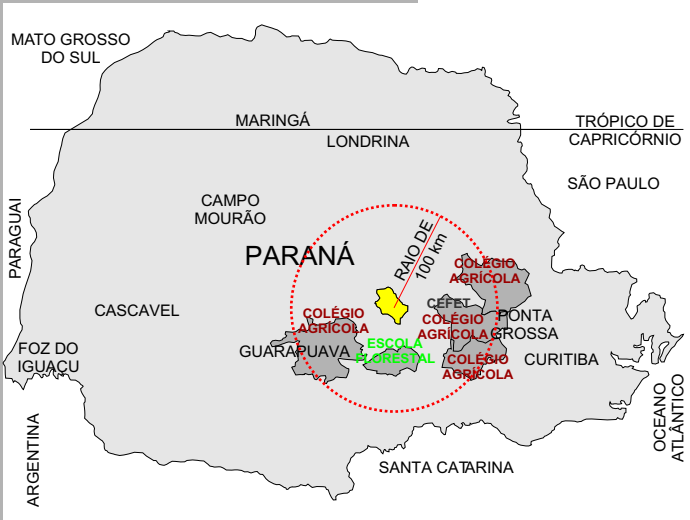 MATO GROSSO
DO SUL
MARINGÁ
TRÓPICO DE
CAPRICÓRNIO
LONDRINA
SÃO PAULO
CAMPO
MOURÃO
PARAGUAI
PARANÁ
RAIO DE
100 km
COLÉGIO
AGRÍCOLA
CEFET
CASCAVEL
COLÉGIO
AGRÍCOLA
COLÉGIO
AGRÍCOLA
PONTA
GROSSA
ESCOLA
FLORESTAL
GUARAPUAVA
FOZ DO
IGUAÇU
COLÉGIO
AGRÍCOLA
CURITIBA
OCEANO
ATLÂNTICO
ARGENTINA
SANTA CATARINA